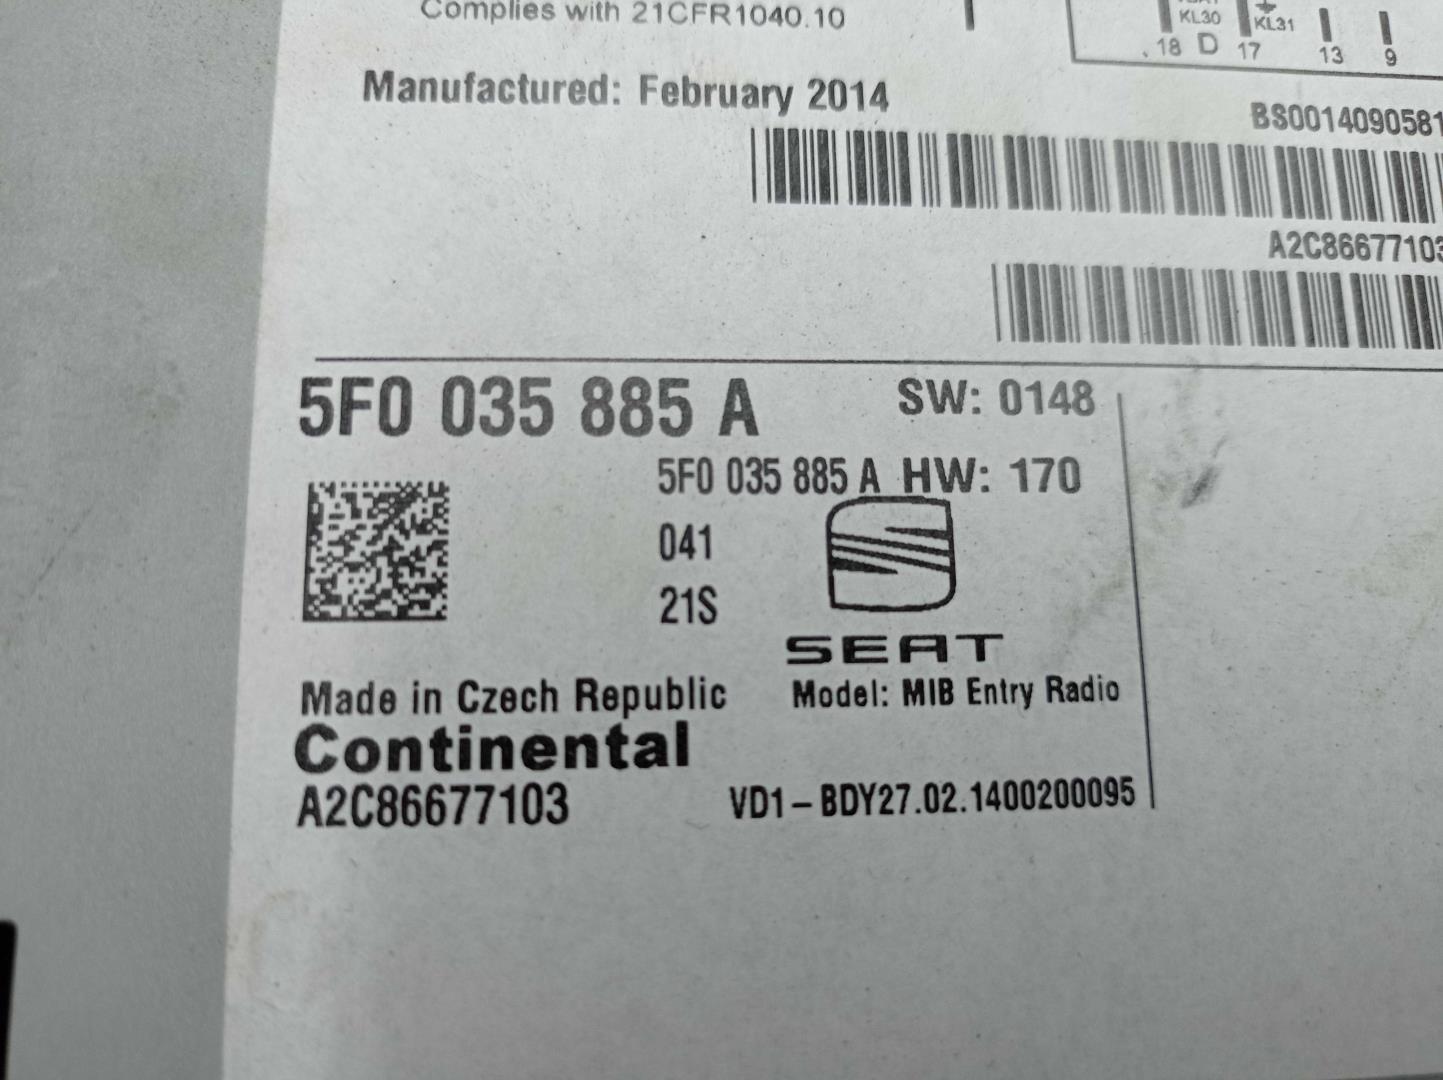 Complies with 21CFR1040.10
KL30
KL31
18 D 17 13 9
Manufactured: February 2014
BS0014090581
A2C86677103
5F0 035 885 A SW: 0148
5F0 035 885 A HW: 170
041
21S
SEAT
Made in Czech Republic Model: MIB Entry Radio
Continental
A2C86677103 VD1-BDY27.02.1400200095